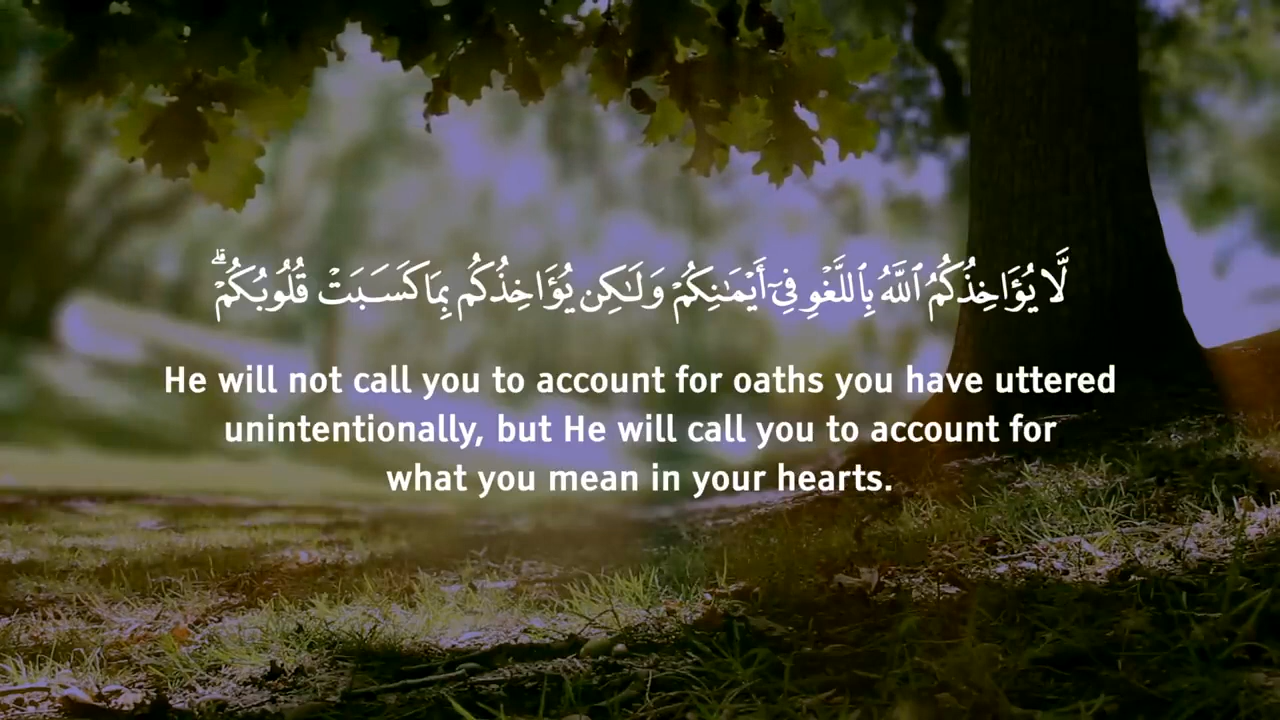 لَّا يُؤَاخِذُكُمُ ٱللَّهُ بِٱللَّغْوِ فِىٓ أَيْمَـٰنِكُمْ وَلَـٰكِن يُؤَاخِذُكُم بِمَا كَسَبَتْ قُلُوبُكُمْ ۗ
He will not call you to account for oaths you have uttered
unintentionally, but He will call you to account for
what you mean in your hearts.